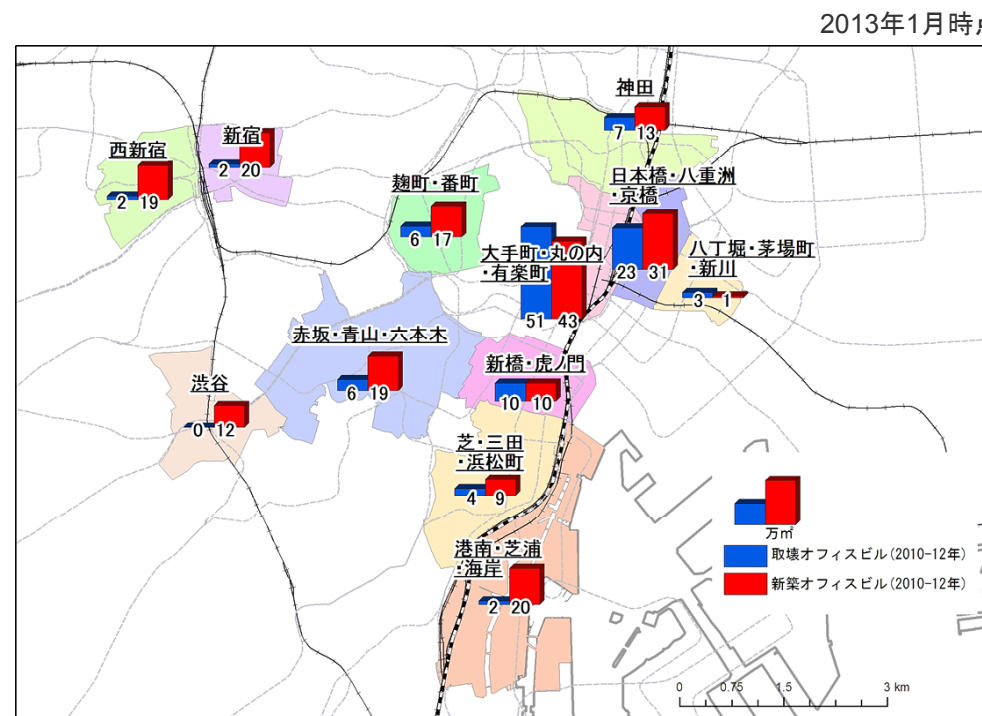 2013年1月時点
神田
7 13
新宿
2 20
西新宿
2 19
麹町・番町
6 17
日本橋・八重洲
・京橋
23 31
大手町・丸の内
・有楽町
51 43
八丁堀・茅場町
・新川
3 1
赤坂・青山・六本木
6 19
新橋・虎ノ門
10 10
渋谷
0 12
芝・三田
・浜松町
4 9
港南・芝浦
・海岸
2 20
万㎡
取壊オフィスビル(2010-12年)
新築オフィスビル(2010-12年)
0 0.75 1.5 3 km